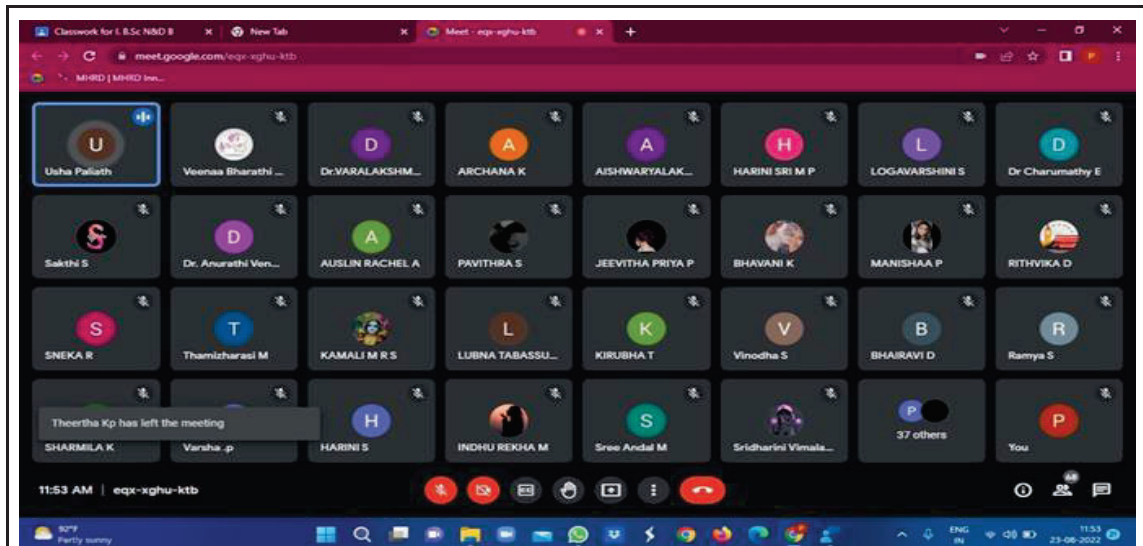 Classwork for I. B.Sc N&D B New Tab Meet - eqx-xghu-ktb
meet.google.com/eqx-xghu-ktb P
MHRD | MHRD Inn...
U D A A H L D
Usha Paliath Veenaa Bharathi ... Dr.VARALAKSHM... ARCHANA K AISHWARYALAK... HARINI SRI M P LOGAVARSHINI S Dr Charumathy E
S D A
Sakthi S Dr. Anurathi Ven... AUSLIN RACHEL A PAVITHRA S JEEVITHA PRIYA P BHAVANI K MANISHAA P RITHVIKA D
S T L K V B R
SNEKA R Thamizharasi M KAMALI M R S LUBNA TABASSU... KIRUBHA T Vinodha S BHAIRAVI D Ramya S
Theertha Kp has left the meeting H S P P
37 others
SHARMILA K Varsha .p HARINI S INDHU REKHA M Sree Andal M Sridharini Vimala... You
11:53 AM | eqx-xghu-ktb 68
92°F ENG 11:53
Partly sunny IN 23-08-2022